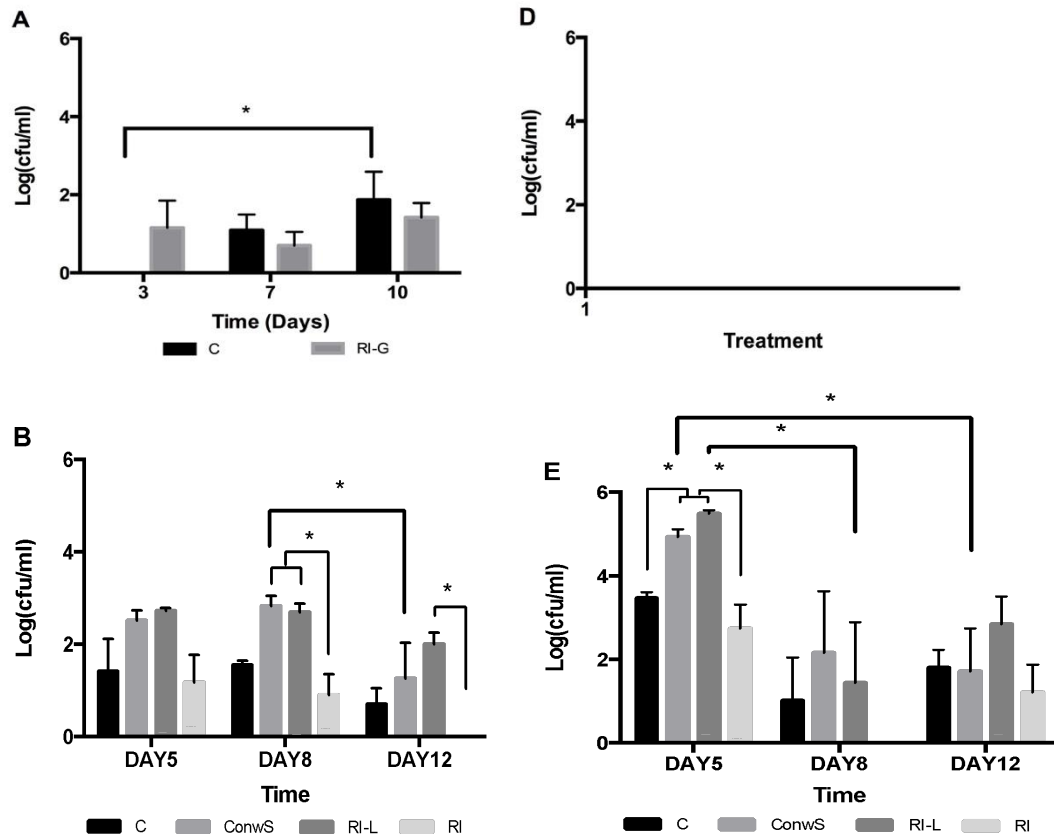 A
6
4
2
0
Log(cfu/ml)
*
3 7 10
Time (Days)
C RI-G
D
6
4
2
0
Log(cfu/ml)
1
Treatment
B
6
4
2
0
Log(cfu/ml)
*
*
*
DAY5 DAY8 DAY12
Time
C ConwS RI-L RI
E
6
4
2
0
Log(cfu/ml)
*
*
* *
DAY5 DAY8 DAY12
Time
C ConwS RI-L RI